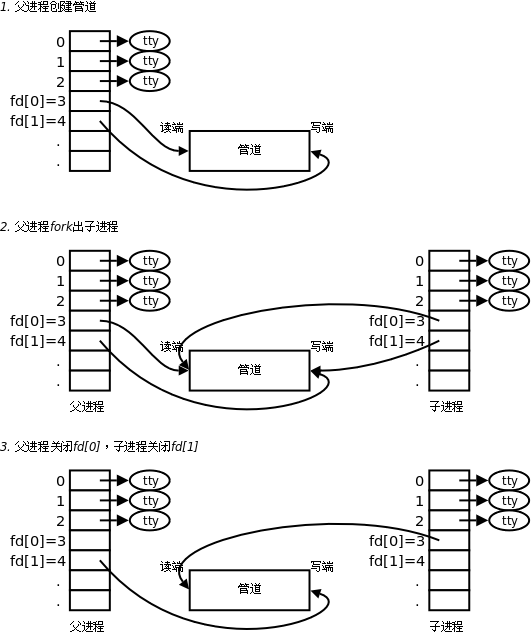 1. 父进程创建管道
0 tty
1 tty
2 tty
fd[0]=3
fd[1]=4 读端 写端
. 管道
.
2. 父进程fork出子进程
0 tty 0 tty
1 tty 1 tty
2 tty 2 tty
fd[0]=3 fd[0]=3
fd[1]=4 读端 写端 fd[1]=4
. 管道 .
. .
父进程 子进程
3. 父进程关闭fd[0]，子进程关闭fd[1]
0 tty 0 tty
1 tty 1 tty
2 tty 2 tty
fd[0]=3 fd[0]=3
fd[1]=4 读端 写端 fd[1]=4
. 管道 .
. .
父进程 子进程